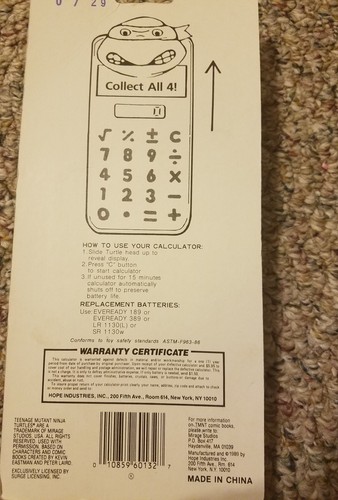 0 7 29
Collect All 4!
0
√ % ± C
7 8 9 ÷
4 5 6 ×
1 2 3 −
0 • = +
HOW TO USE YOUR CALCULATOR:
1. Slide Turtle head up to
reveal display.
2. Press "C" button
to start calculator
3. If unused for 15 minutes
calculator automatically
shuts off to preserve
battery life.
REPLACEMENT BATTERIES:
Use EVEREADY 189 or
EVEREADY 389 or
LR 1130(L) or
SR 1130w
Conforms to toy safety standards ASTM-F963-86
WARRANTY CERTIFICATE
HOPE INDUSTRIES, INC., 200 Fifth Ave., Room 614, New York, NY 10010
TEENAGE MUTANT NINJA
TURTLES® ARE A
TRADEMARK OF MIRAGE
STUDIOS, USA. ALL RIGHTS
RESERVED. USED WITH
PERMISSION. BASED ON
CHARACTERS AND COMIC
BOOKS CREATED BY KEVIN
EASTMAN AND PETER LAIRD.
EXCLUSIVELY LICENSED BY
SURGE LICENSING, INC.
0 10859 60132 7
For more information
on TMNT comic books,
please write to:
Mirage Studios
P.O. Box 417
Haydenville, MA 01039
Manufactured and © 1990 by
Hope Industries Inc.
200 Fifth Ave., Rm. 614
New York, N.Y. 10010
MADE IN CHINA